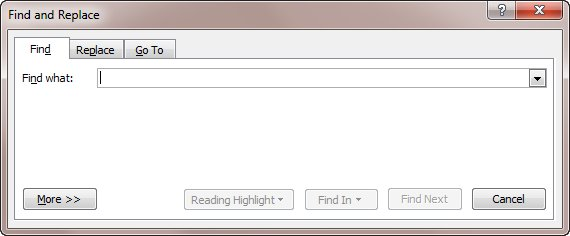 Find and Replace
Find Replace Go To
Find what:
More >> Reading Highlight Find In Find Next Cancel